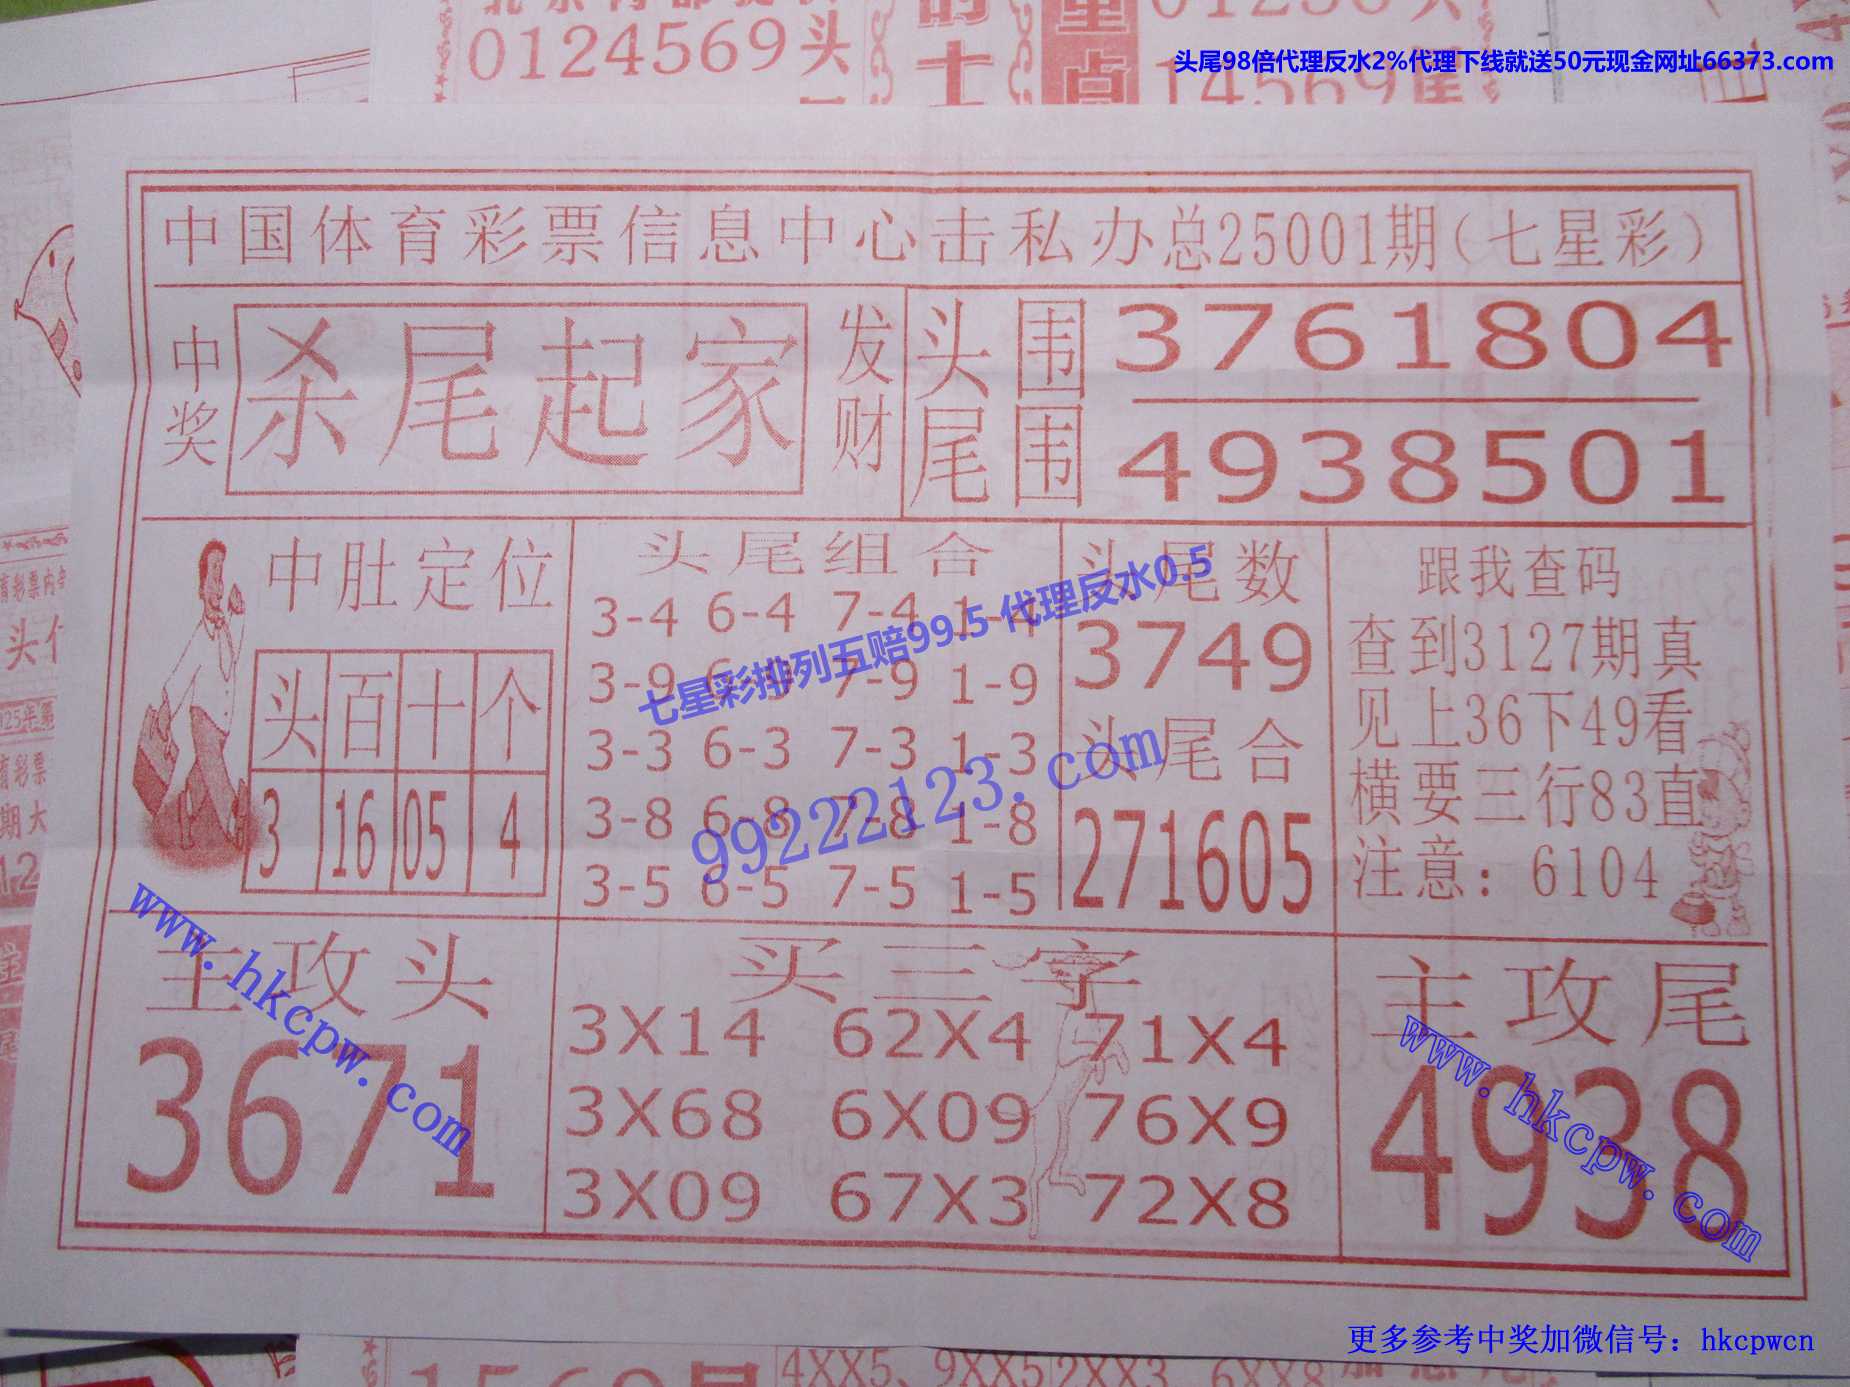 0124569头
头尾98倍代理反水2%代理下线就送50元现金网址66373.com
中国体育彩票信息中心击私办总25001期(七星彩)
中奖
杀尾起家
发财
头围 3761804
尾围 4938501
中肚定位
头 百 十 个
3 16 05 4
头尾组合
3-4 6-4 7-4 1-4
3-9 6-9 7-9 1-9
3-3 6-3 7-3 1-3
3-8 6-8 7-8 1-8
3-5 6-5 7-5 1-5
头尾数
3749
头尾合
271605
跟我查码
查到3127期真
见上36下49看
横要三行83直
注意：6104
七星彩排列五赔99.5 代理反水0.5
99222123.com
主攻头
3671
买三字
3X14 62X4 71X4
3X68 6X09 76X9
3X09 67X3 72X8
主攻尾
4938
www.hkcpw.com
www.hkcpw.com
更多参考中奖加微信号：hkcpwcn
4XX5、9XX5
2XX3、6XX8